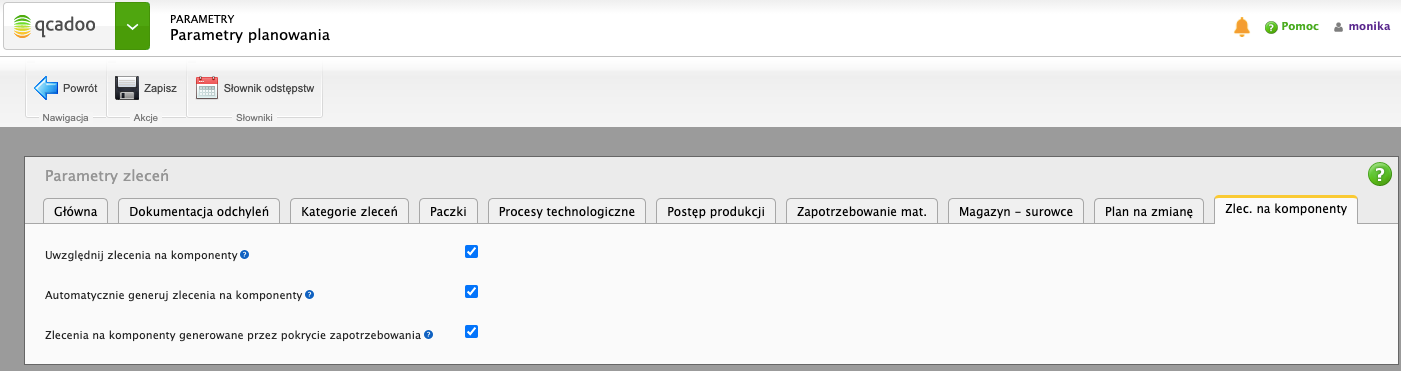 qcadoo
PARAMETRY
Parametry planowania
Pomoc
monika
Powrót
Zapisz
Słownik odstępstw
Nawigacja
Akcje
Słowniki
Parametry zleceń
Główna
Dokumentacja odchyleń
Kategorie zleceń
Paczki
Procesy technologiczne
Postęp produkcji
Zapotrzebowanie mat.
Magazyn - surowce
Plan na zmianę
Zlec. na komponenty
Uwzględnij zlecenia na komponenty
Automatycznie generuj zlecenia na komponenty
Zlecenia na komponenty generowane przez pokrycie zapotrzebowania